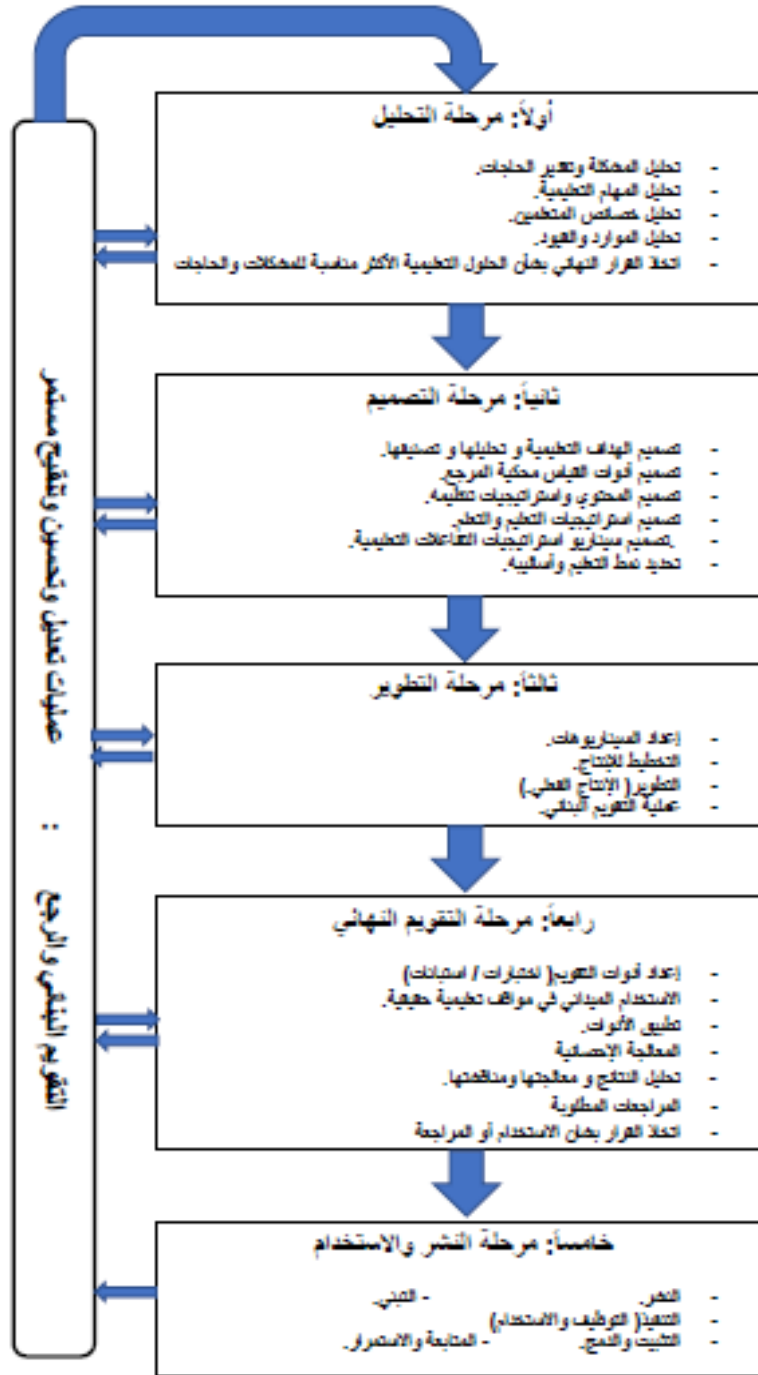 أولاً: مرحلة التحليل
- تحليل المشكلة وتقدير الحاجات.
- تحليل المهام التعليمية.
- تحليل خصائص المتعلمين.
- تحليل الموارد والقيود.
- اتخاذ القرار النهائي بشأن الحلول التعليمية الأكثر مناسبة للمشكلات والحاجات
ثانياً: مرحلة التصميم
- تصميم الهداف التعليمية و تحليلها و تصنيفها.
- تصميم أدوات القياس محكية المرجع.
- تصميم المحتوي واستراتيجيات تنظيمه.
- تصميم استراتيجيات التعليم والتعلم.
- .تصميم سيناريو استراتيجيات التفاعلات التعليمية.
- تحديد نمط التعليم وأساليبه.
ثالثاً: مرحلة التطوير
- إعداد السيناريوهات.
- التخطيط للإنتاج.
- التطوير( الإنتاج الفعلي.)
- عملية التقويم البنائي.
رابعاً: مرحلة التقويم النهائي
- إعداد أدوات التقويم( اختبارات / استبانات)
- الاستخدام الميداني في مواقف تعليمية حقيقية.
- تطبيق الأدوات.
- المعالجة الإحصائية
- تحليل النتائج و معالجتها ومناقشتها.
- المراجعات المطلوبة
- اتخاذ القرار بشان الاستخدام أو المراجعة
خامساً: مرحلة النشر والاستخدام
- النشر. - التبني.
- التنفيذ( التوظيف والاستخدام)
- التثبيت والدمج. - المتابعة والاستمرار.
عمليات تعديل وتحسين وتنقيح مستمر : التقويم البنائي والرجع